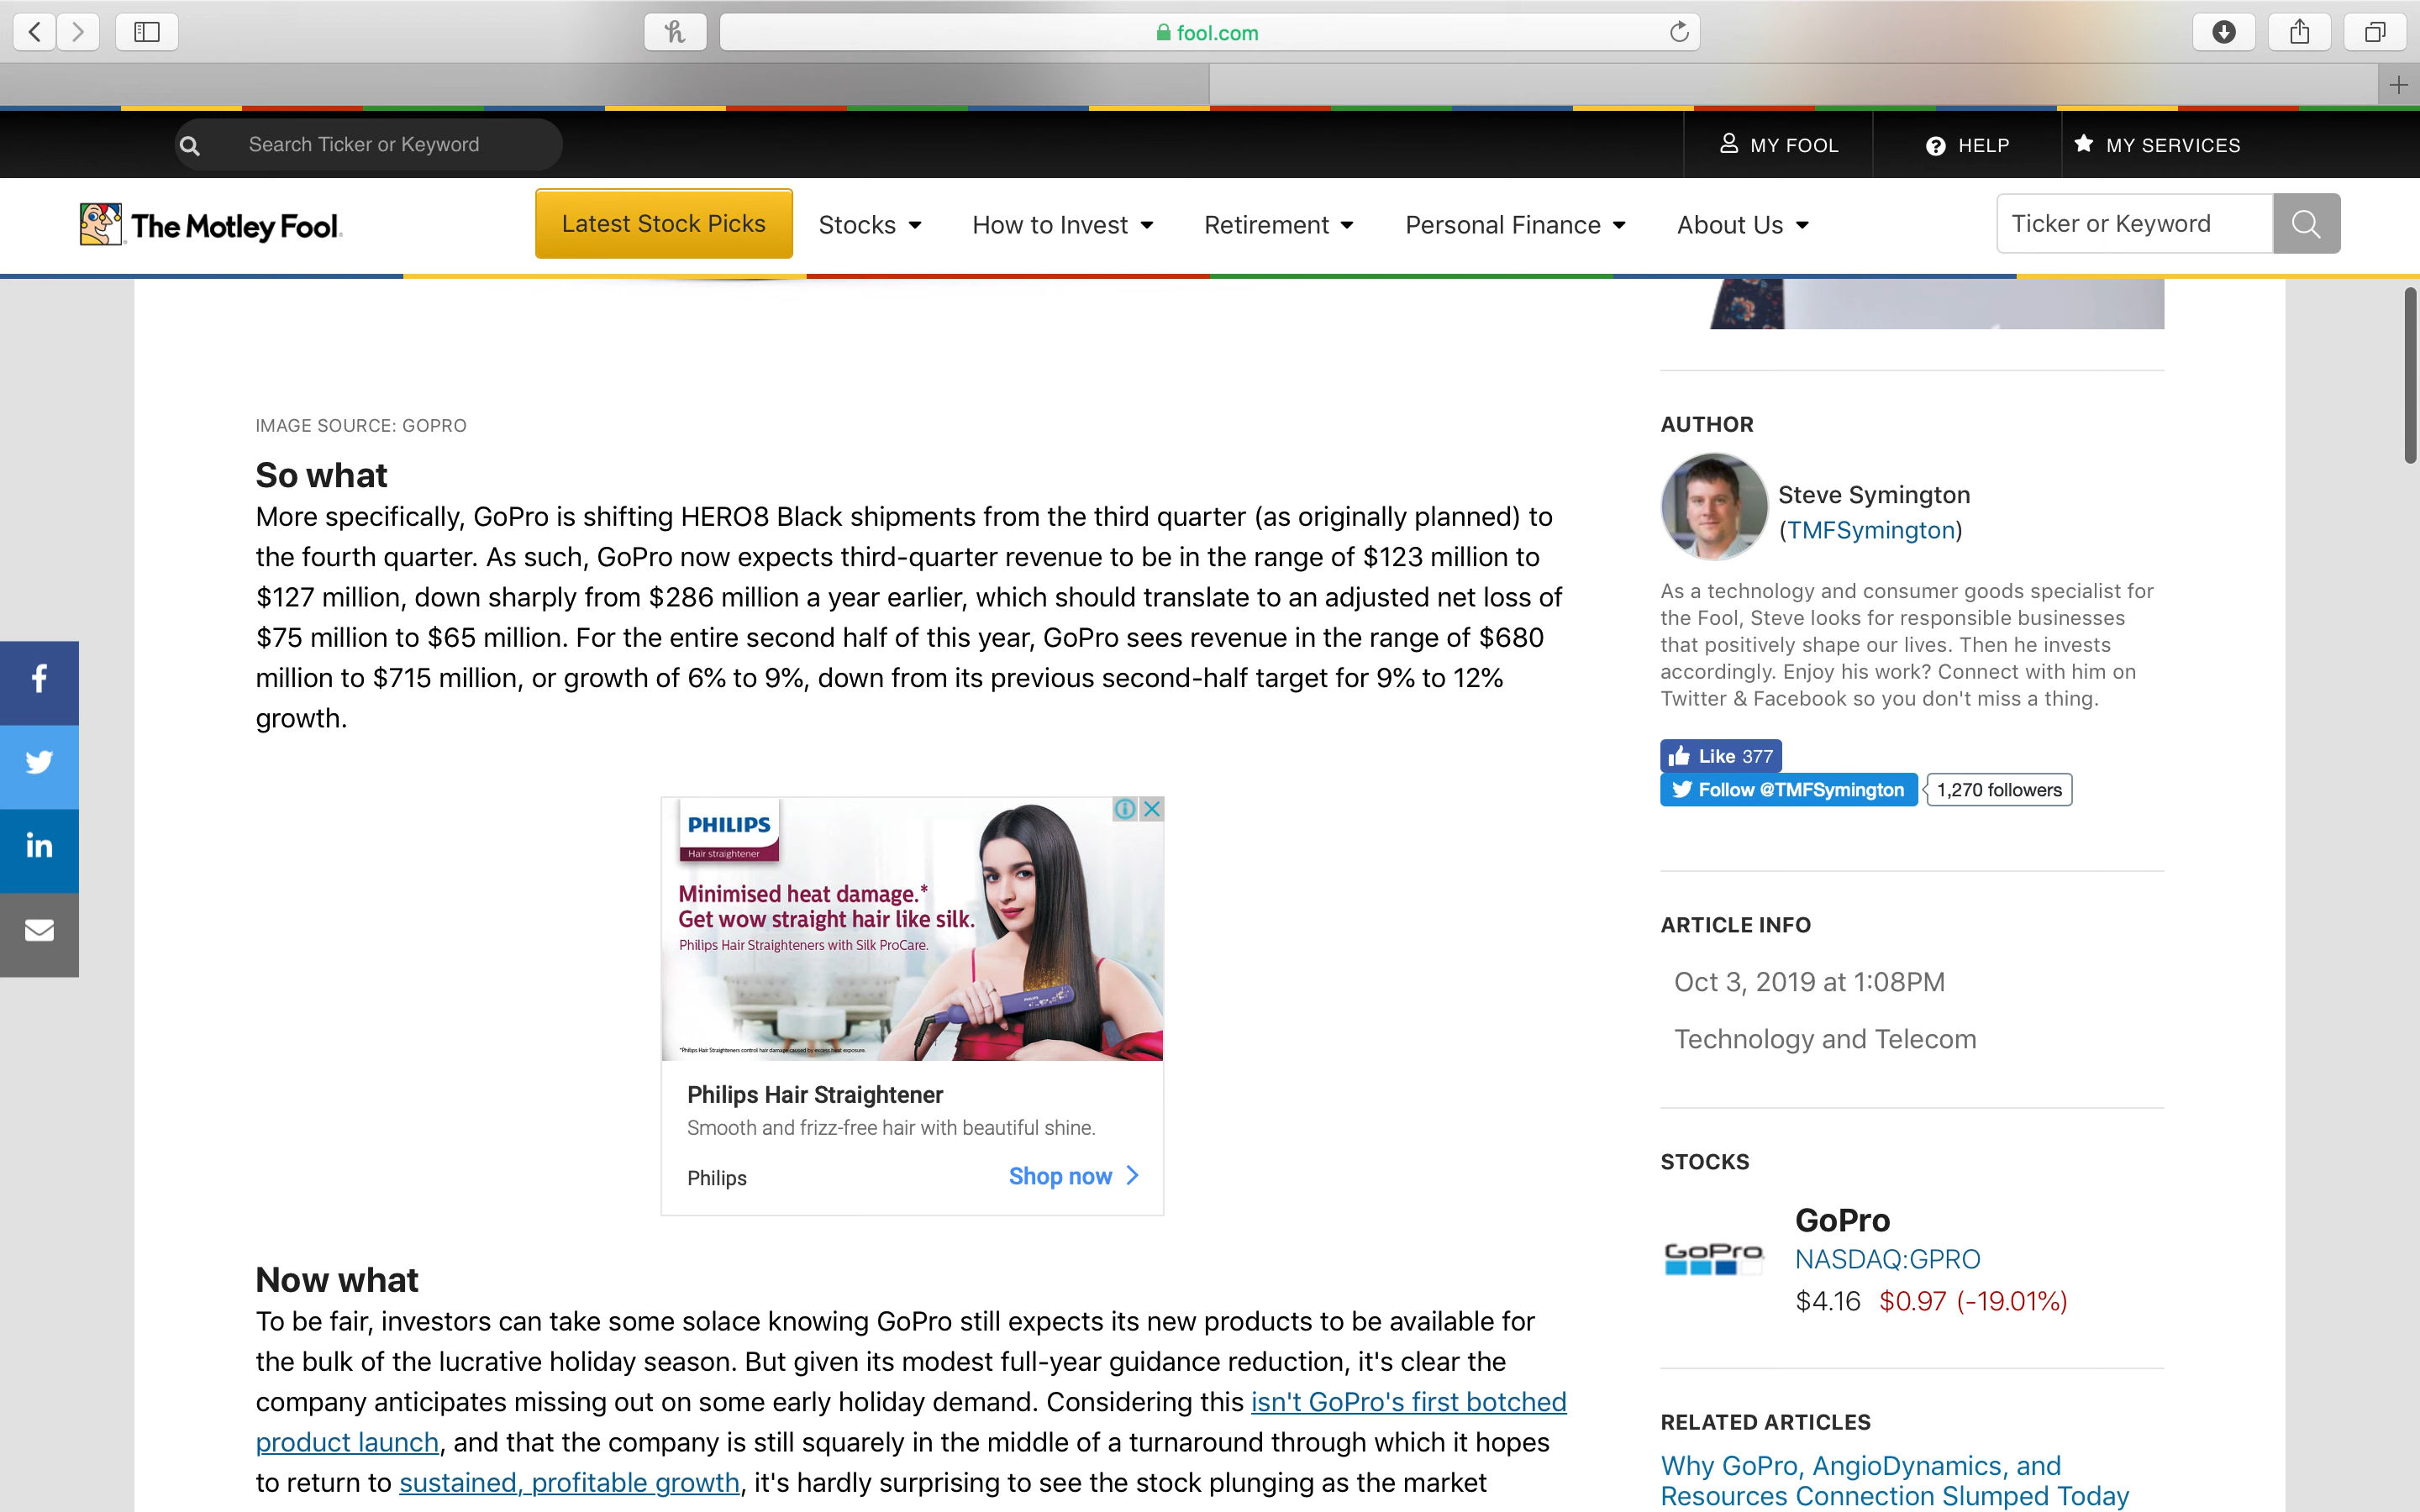 fool.com
Search Ticker or Keyword
MY FOOL
HELP
MY SERVICES
The Motley Fool.
Latest Stock Picks
Stocks
How to Invest
Retirement
Personal Finance
About Us
Ticker or Keyword
IMAGE SOURCE: GOPRO
So what
More specifically, GoPro is shifting HERO8 Black shipments from the third quarter (as originally planned) to
the fourth quarter. As such, GoPro now expects third-quarter revenue to be in the range of $123 million to
$127 million, down sharply from $286 million a year earlier, which should translate to an adjusted net loss of
$75 million to $65 million. For the entire second half of this year, GoPro sees revenue in the range of $680
million to $715 million, or growth of 6% to 9%, down from its previous second-half target for 9% to 12%
growth.
PHILIPS
Hair straightener
Minimised heat damage.*
Get wow straight hair like silk.
Philips Hair Straighteners with Silk ProCare.
*Philips Hair Straighteners control hair damage caused by excess heat exposure.
Philips Hair Straightener
Smooth and frizz-free hair with beautiful shine.
Philips
Shop now
Now what
To be fair, investors can take some solace knowing GoPro still expects its new products to be available for
the bulk of the lucrative holiday season. But given its modest full-year guidance reduction, it's clear the
company anticipates missing out on some early holiday demand. Considering this isn't GoPro's first botched
product launch, and that the company is still squarely in the middle of a turnaround through which it hopes
to return to sustained, profitable growth, it's hardly surprising to see the stock plunging as the market
AUTHOR
Steve Symington
(TMFSymington)
As a technology and consumer goods specialist for
the Fool, Steve looks for responsible businesses
that positively shape our lives. Then he invests
accordingly. Enjoy his work? Connect with him on
Twitter & Facebook so you don't miss a thing.
Like 377
Follow @TMFSymington
1,270 followers
ARTICLE INFO
Oct 3, 2019 at 1:08PM
Technology and Telecom
STOCKS
GoPro
GoPro
NASDAQ:GPRO
$4.16 $0.97 (-19.01%)
RELATED ARTICLES
Why GoPro, AngioDynamics, and
Resources Connection Slumped Today